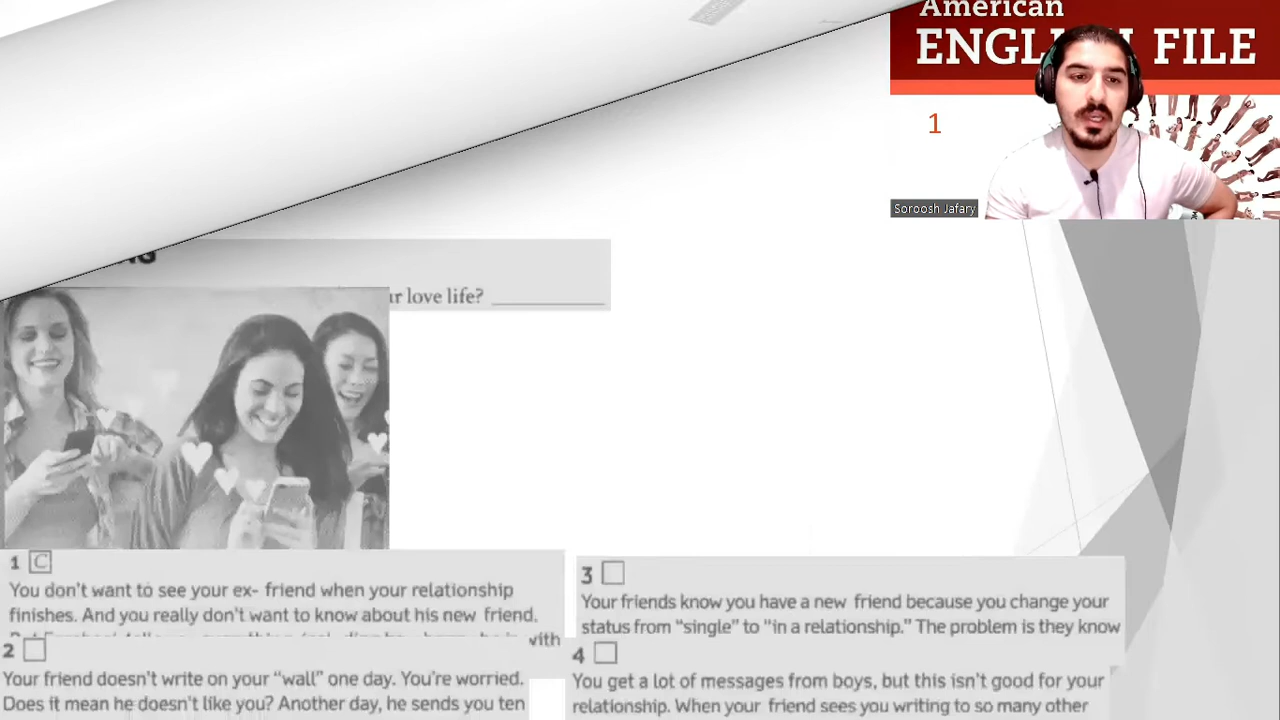 American
ENGL FILE
1
Soroosh Jafary
ur love life?
1 C
You don't want to see your ex- friend when your relationship
finishes. And you really don't want to know about his new friend.
with
2
Your friend doesn't write on your "wall" one day. You're worried.
Does it mean he doesn't like you? Another day, he sends you ten
3
Your friends know you have a new friend because you change your
status from "single" to "in a relationship." The problem is they know
4
You get a lot of messages from boys, but this isn't good for your
relationship. When your friend sees you writing to so many other